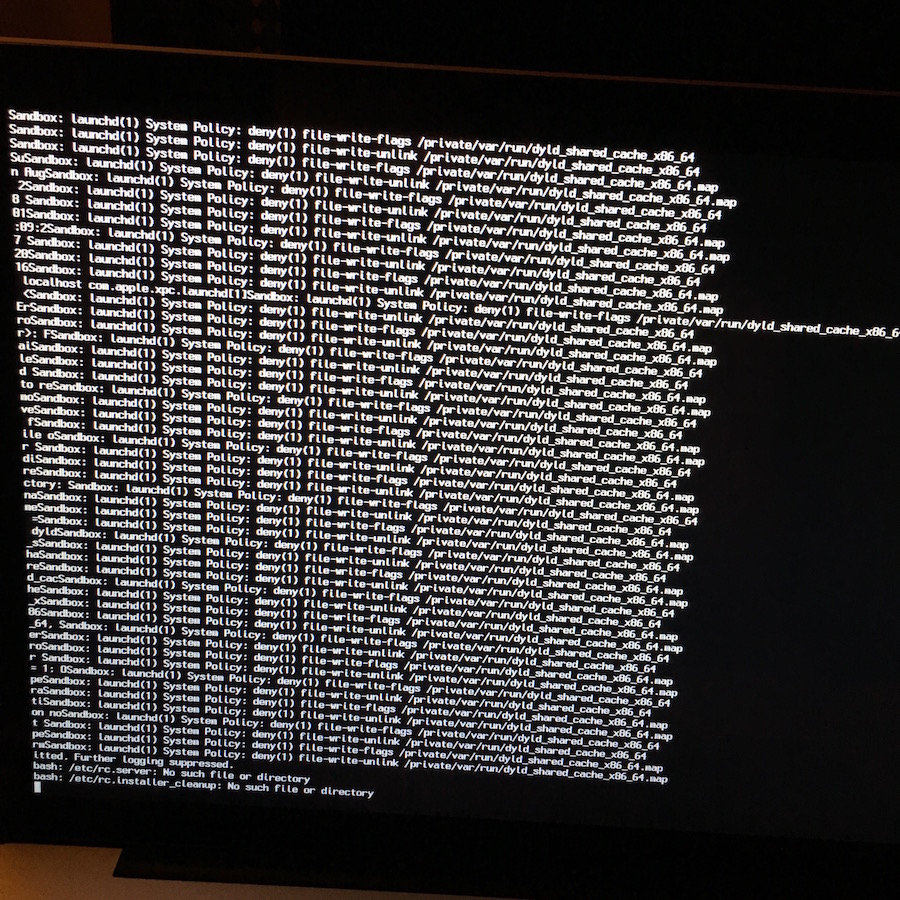 Sandbox: launchd(1) System Policy: deny(1) file-write-flags /private/var/run/dyld_shared_cache_x86_64
Sandbox: launchd(1) System Policy: deny(1) file-write-unlink /private/var/run/dyld_shared_cache_x86_64
Sandbox: launchd(1) System Policy: deny(1) file-write-flags /private/var/run/dyld_shared_cache_x86_64.map
SuSandbox: launchd(1) System Policy: deny(1) file-write-unlink /private/var/run/dyld_shared_cache_x86_64.map
n AugSandbox: launchd(1) System Policy: deny(1) file-write-flags /private/var/run/dyld_shared_cache_x86_64
2Sandbox: launchd(1) System Policy: deny(1) file-write-unlink /private/var/run/dyld_shared_cache_x86_64
8 Sandbox: launchd(1) System Policy: deny(1) file-write-flags /private/var/run/dyld_shared_cache_x86_64.map
01Sandbox: launchd(1) System Policy: deny(1) file-write-unlink /private/var/run/dyld_shared_cache_x86_64.map
:09:2Sandbox: launchd(1) System Policy: deny(1) file-write-flags /private/var/run/dyld_shared_cache_x86_64
7 Sandbox: launchd(1) System Policy: deny(1) file-write-unlink /private/var/run/dyld_shared_cache_x86_64
20Sandbox: launchd(1) System Policy: deny(1) file-write-flags /private/var/run/dyld_shared_cache_x86_64.map
16Sandbox: launchd(1) System Policy: deny(1) file-write-unlink /private/var/run/dyld_shared_cache_x86_64.map
localhost com.apple.xpc.launchd[1]Sandbox: launchd(1) System Policy: deny(1) file-write-flags /private/var/run/dyld_shared_cache_x86_6
<Sandbox: launchd(1) System Policy: deny(1) file-write-unlink /private/var/run/dyld_shared_cache_x86_64
ErSandbox: launchd(1) System Policy: deny(1) file-write-flags /private/var/run/dyld_shared_cache_x86_64.map
roSandbox: launchd(1) System Policy: deny(1) file-write-unlink /private/var/run/dyld_shared_cache_x86_64.map
r>: FSandbox: launchd(1) System Policy: deny(1) file-write-flags /private/var/run/dyld_shared_cache_x86_64
alSandbox: launchd(1) System Policy: deny(1) file-write-unlink /private/var/run/dyld_shared_cache_x86_64
leSandbox: launchd(1) System Policy: deny(1) file-write-flags /private/var/run/dyld_shared_cache_x86_64.map
d Sandbox: launchd(1) System Policy: deny(1) file-write-unlink /private/var/run/dyld_shared_cache_x86_64.map
to reSandbox: launchd(1) System Policy: deny(1) file-write-flags /private/var/run/dyld_shared_cache_x86_64
moSandbox: launchd(1) System Policy: deny(1) file-write-unlink /private/var/run/dyld_shared_cache_x86_64
veSandbox: launchd(1) System Policy: deny(1) file-write-flags /private/var/run/dyld_shared_cache_x86_64.map
fSandbox: launchd(1) System Policy: deny(1) file-write-unlink /private/var/run/dyld_shared_cache_x86_64.map
ile oSandbox: launchd(1) System Policy: deny(1) file-write-flags /private/var/run/dyld_shared_cache_x86_64
r Sandbox: launchd(1) System Policy: deny(1) file-write-unlink /private/var/run/dyld_shared_cache_x86_64
diSandbox: launchd(1) System Policy: deny(1) file-write-flags /private/var/run/dyld_shared_cache_x86_64.map
reSandbox: launchd(1) System Policy: deny(1) file-write-unlink /private/var/run/dyld_shared_cache_x86_64.map
ctory: Sandbox: launchd(1) System Policy: deny(1) file-write-flags /private/var/run/dyld_shared_cache_x86_64
naSandbox: launchd(1) System Policy: deny(1) file-write-unlink /private/var/run/dyld_shared_cache_x86_64
meSandbox: launchd(1) System Policy: deny(1) file-write-flags /private/var/run/dyld_shared_cache_x86_64.map
=Sandbox: launchd(1) System Policy: deny(1) file-write-unlink /private/var/run/dyld_shared_cache_x86_64.map
dyldSandbox: launchd(1) System Policy: deny(1) file-write-flags /private/var/run/dyld_shared_cache_x86_64
_sSandbox: launchd(1) System Policy: deny(1) file-write-unlink /private/var/run/dyld_shared_cache_x86_64
haSandbox: launchd(1) System Policy: deny(1) file-write-flags /private/var/run/dyld_shared_cache_x86_64.map
reSandbox: launchd(1) System Policy: deny(1) file-write-unlink /private/var/run/dyld_shared_cache_x86_64.map
d_cacSandbox: launchd(1) System Policy: deny(1) file-write-flags /private/var/run/dyld_shared_cache_x86_64
heSandbox: launchd(1) System Policy: deny(1) file-write-unlink /private/var/run/dyld_shared_cache_x86_64
_xSandbox: launchd(1) System Policy: deny(1) file-write-flags /private/var/run/dyld_shared_cache_x86_64.map
86Sandbox: launchd(1) System Policy: deny(1) file-write-unlink /private/var/run/dyld_shared_cache_x86_64.map
_64, Sandbox: launchd(1) System Policy: deny(1) file-write-flags /private/var/run/dyld_shared_cache_x86_64
erSandbox: launchd(1) System Policy: deny(1) file-write-unlink /private/var/run/dyld_shared_cache_x86_64
roSandbox: launchd(1) System Policy: deny(1) file-write-flags /private/var/run/dyld_shared_cache_x86_64.map
r Sandbox: launchd(1) System Policy: deny(1) file-write-unlink /private/var/run/dyld_shared_cache_x86_64.map
= 1: OSandbox: launchd(1) System Policy: deny(1) file-write-flags /private/var/run/dyld_shared_cache_x86_64
peSandbox: launchd(1) System Policy: deny(1) file-write-unlink /private/var/run/dyld_shared_cache_x86_64
raSandbox: launchd(1) System Policy: deny(1) file-write-flags /private/var/run/dyld_shared_cache_x86_64.map
tiSandbox: launchd(1) System Policy: deny(1) file-write-unlink /private/var/run/dyld_shared_cache_x86_64.map
on noSandbox: launchd(1) System Policy: deny(1) file-write-flags /private/var/run/dyld_shared_cache_x86_64
t Sandbox: launchd(1) System Policy: deny(1) file-write-unlink /private/var/run/dyld_shared_cache_x86_64
peSandbox: launchd(1) System Policy: deny(1) file-write-flags /private/var/run/dyld_shared_cache_x86_64.map
rmSandbox: launchd(1) System Policy: deny(1) file-write-unlink /private/var/run/dyld_shared_cache_x86_64.map
itted. Further logging suppressed.
bash: /etc/rc.server: No such file or directory
bash: /etc/rc.installer_cleanup: No such file or directory